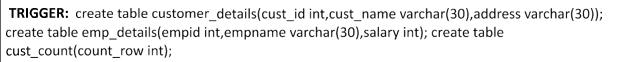 TRIGGER: create table customer_details(cust_id int,cust_name varchar(30),address varchar(30));
create table emp_details(empid int,empname varchar(30),salary int); create table
cust_count(count_row int);